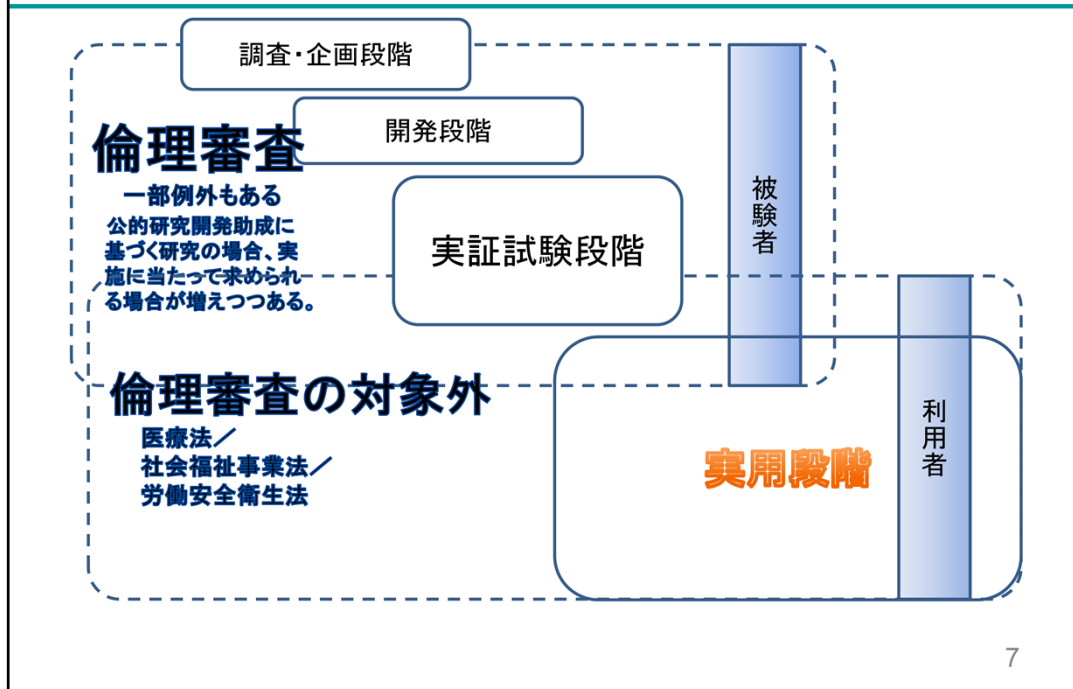 調査・企画段階
開発段階
倫理審査
一部例外もある
公的研究開発助成に
基づく研究の場合、実
施に当たって求められ
る場合が増えつつある。
実証試験段階
被験者
倫理審査の対象外
医療法／
社会福祉事業法／
労働安全衛生法
実用段階
利用者
7